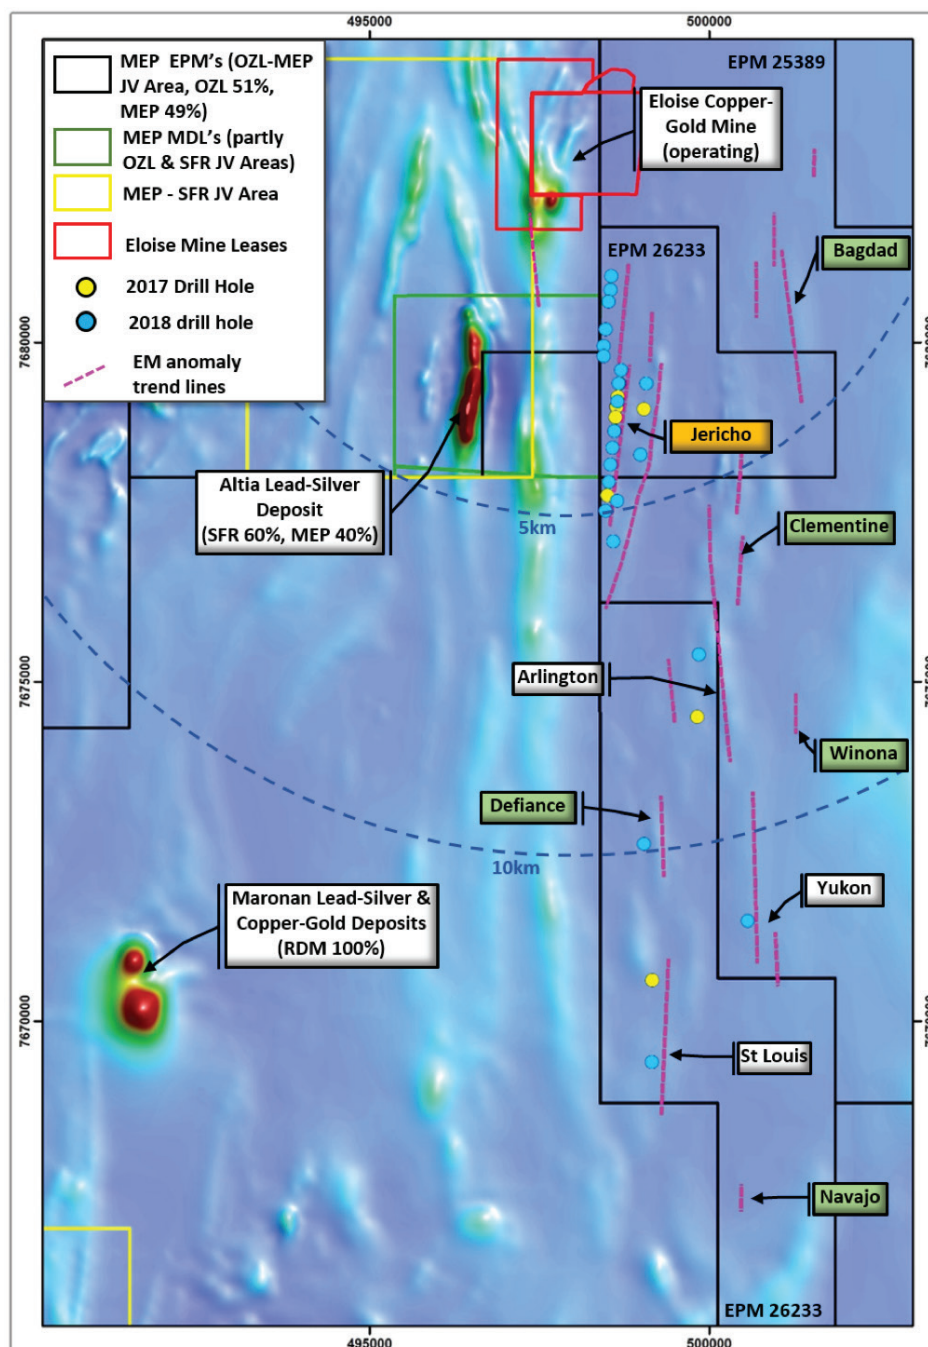 495000
500000
MEP EPM's (OZL-MEP
JV Area, OZL 51%,
MEP 49%)
MEP MDL's (partly
OZL & SFR JV Areas)
MEP - SFR JV Area
Eloise Mine Leases
2017 Drill Hole
2018 drill hole
EM anomaly
trend lines
EPM 25389
Eloise Copper-
Gold Mine
(operating)
EPM 26233
Bagdad
7680000
7680000
Jericho
Altia Lead-Silver
Deposit
(SFR 60%, MEP 40%)
5km
Clementine
Arlington
7675000
7675000
Winona
Defiance
10km
Yukon
Maronan Lead-Silver &
Copper-Gold Deposits
(RDM 100%)
7670000
7670000
St Louis
Navajo
EPM 26233
495000
500000